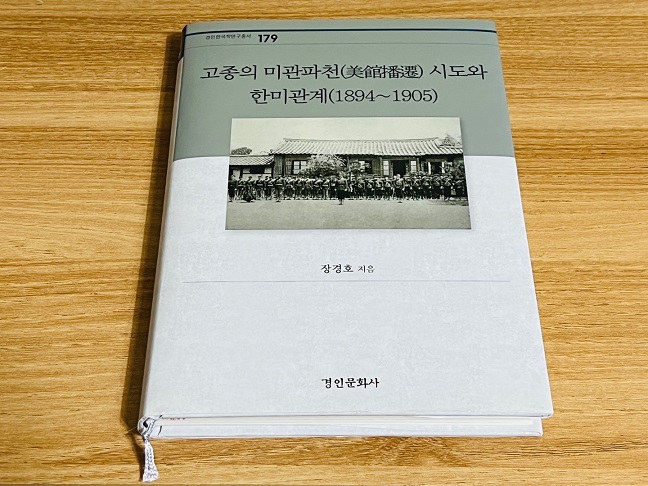 경인한국학연구총서 179
고종의 미관파천(美館播遷) 시도와
한미관계(1894~1905)
장경호 지음
경인문화사